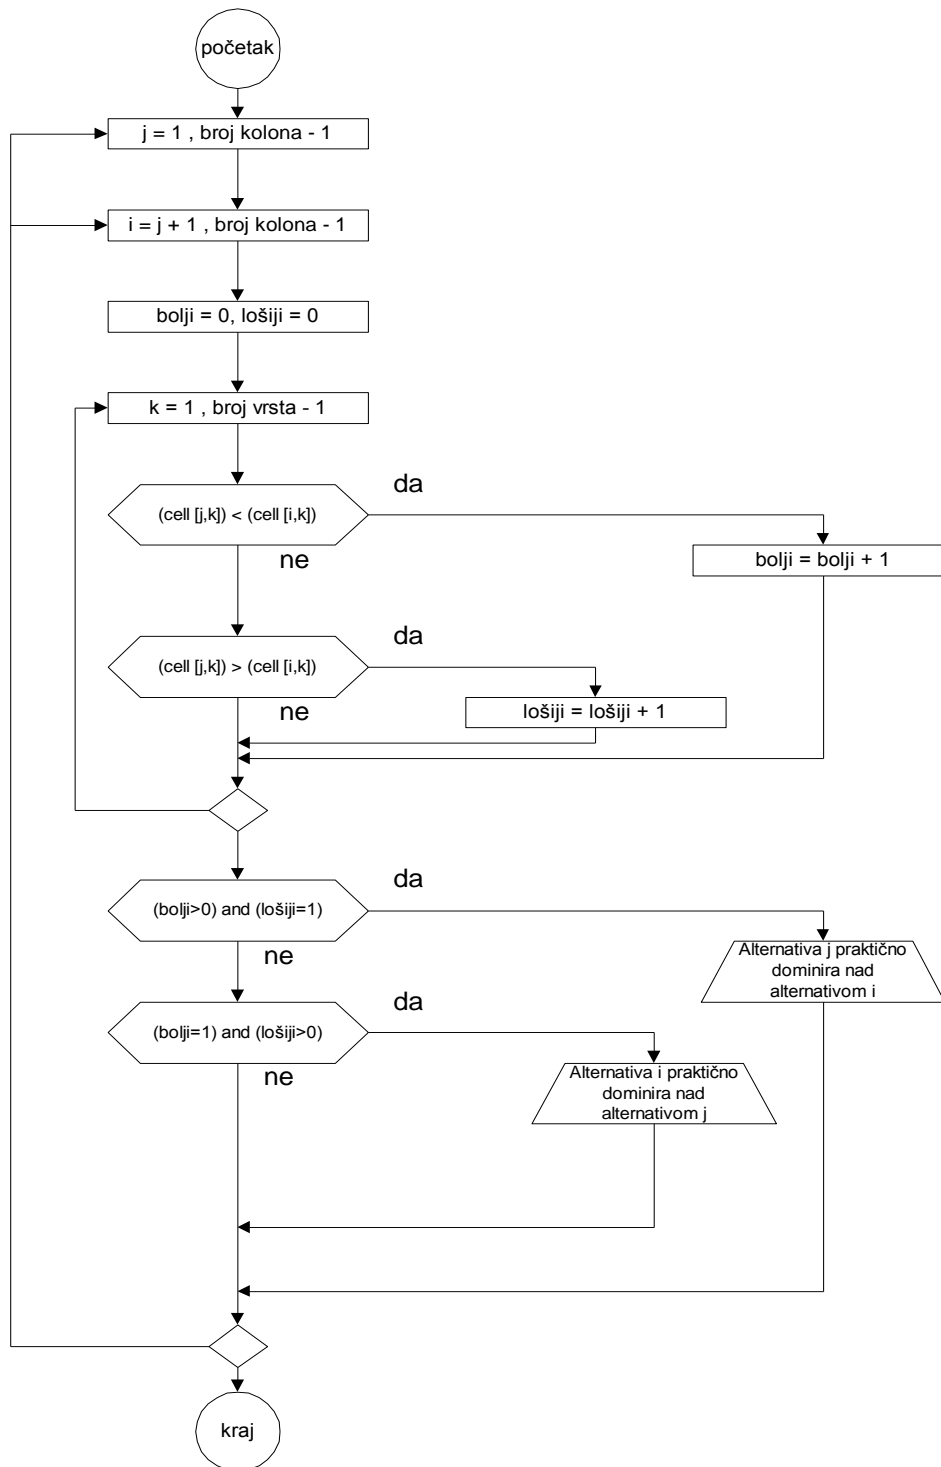 početak
j = 1 , broj kolona - 1
i = j + 1 , broj kolona - 1
bolji = 0, lošiji = 0
k = 1 , broj vrsta - 1
da
(cell [j,k]) < (cell [i,k])
ne
bolji = bolji + 1
da
(cell [j,k]) > (cell [i,k])
ne
lošiji = lošiji + 1
da
(bolji>0) and (lošiji=1)
ne
Alternativa j praktično
dominira nad
alternativom i
da
(bolji=1) and (lošiji>0)
ne
Alternativa i praktično
dominira nad
alternativom j
kraj